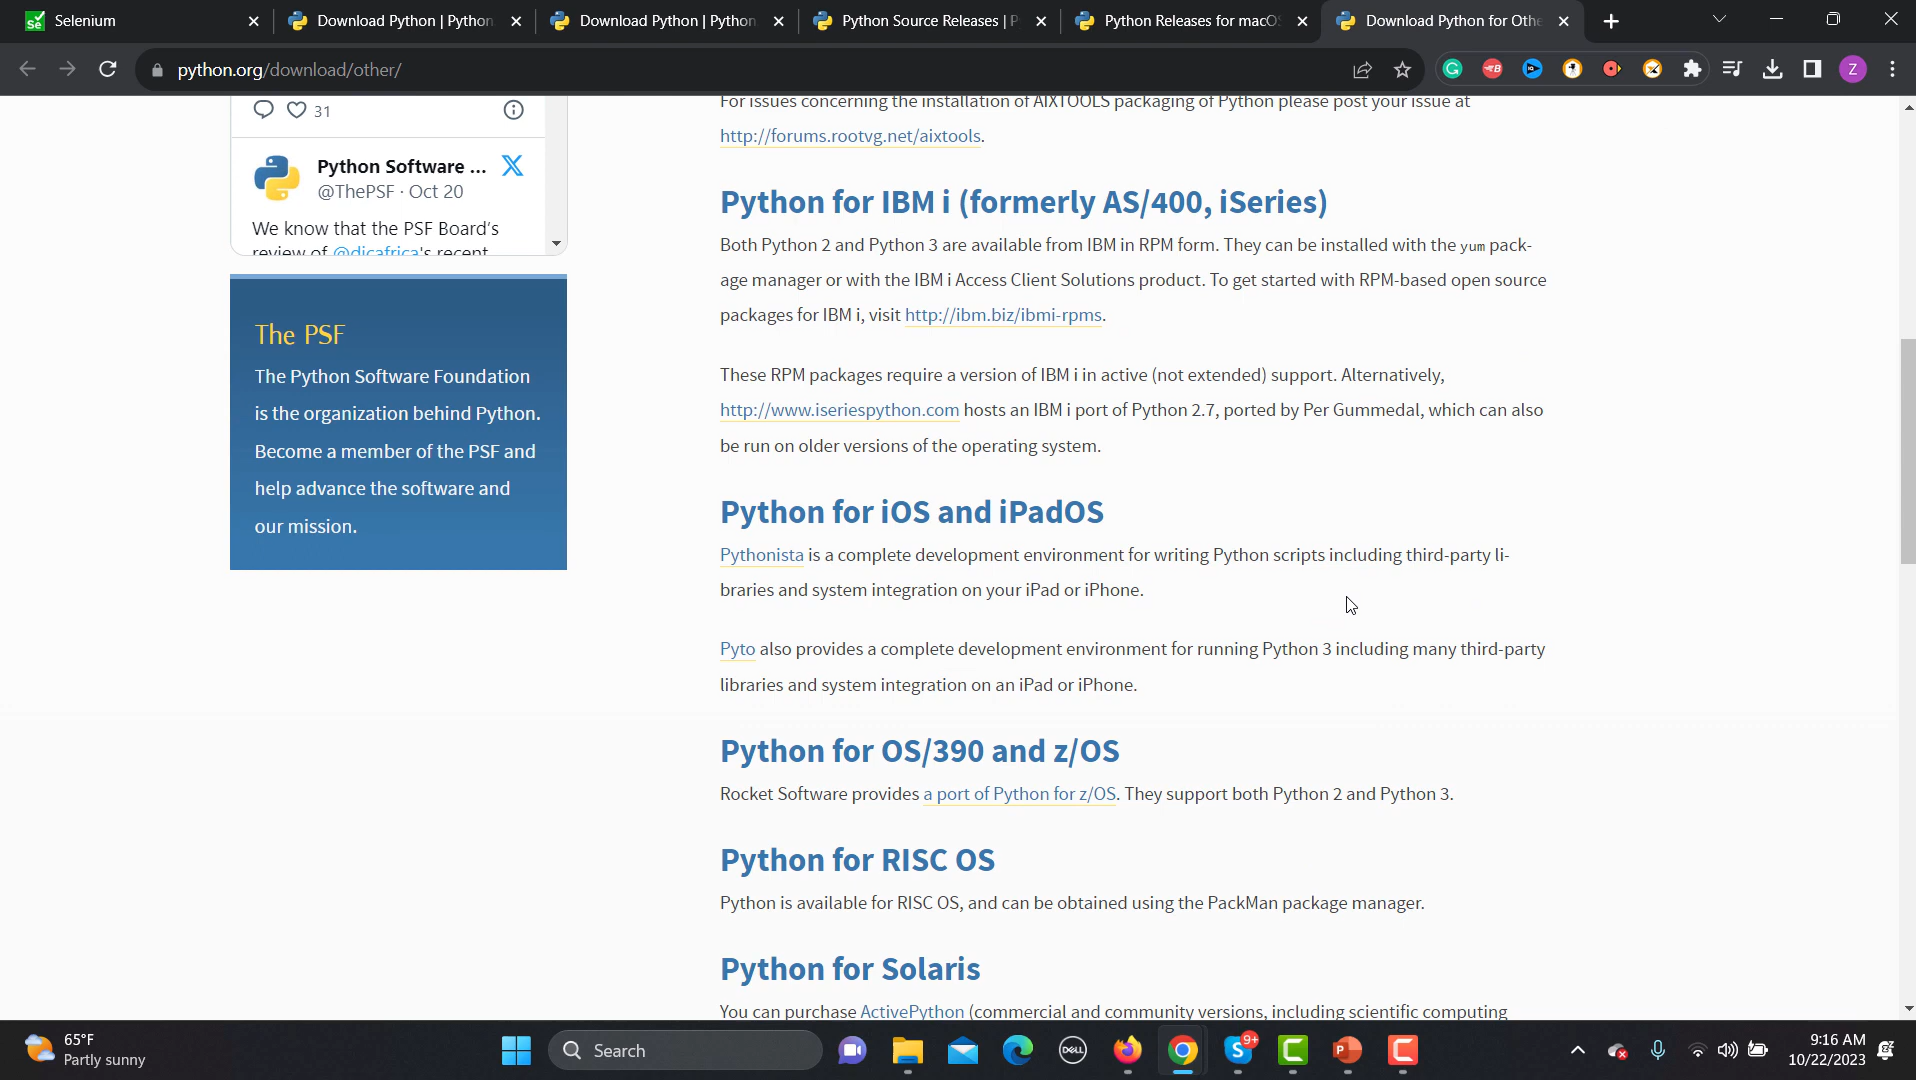 Selenium
Download Python | Python
Download Python | Python
Python Source Releases | P
Python Releases for macOS
Download Python for Othe
python.org/download/other/
Z
31
Python Software ...
@ThePSF · Oct 20
We know that the PSF Board's
review of @djcafrica's recent
The PSF
The Python Software Foundation
is the organization behind Python.
Become a member of the PSF and
help advance the software and
our mission.
For issues concerning the installation of AIXTOOLS packaging of Python please post your issue at
http://forums.rootvg.net/aixtools.
Python for IBM i (formerly AS/400, iSeries)
Both Python 2 and Python 3 are available from IBM in RPM form. They can be installed with the yum pack-
age manager or with the IBM i Access Client Solutions product. To get started with RPM-based open source
packages for IBM i, visit http://ibm.biz/ibmi-rpms.
These RPM packages require a version of IBM i in active (not extended) support. Alternatively,
http://www.iseriespython.com hosts an IBM i port of Python 2.7, ported by Per Gummedal, which can also
be run on older versions of the operating system.
Python for iOS and iPadOS
Pythonista is a complete development environment for writing Python scripts including third-party li-
braries and system integration on your iPad or iPhone.
Pyto also provides a complete development environment for running Python 3 including many third-party
libraries and system integration on an iPad or iPhone.
Python for OS/390 and z/OS
Rocket Software provides a port of Python for z/OS. They support both Python 2 and Python 3.
Python for RISC OS
Python is available for RISC OS, and can be obtained using the PackMan package manager.
Python for Solaris
You can purchase ActivePython (commercial and community versions, including scientific computing
65°F
Partly sunny
Search
DELL
9+
9:16 AM
10/22/2023